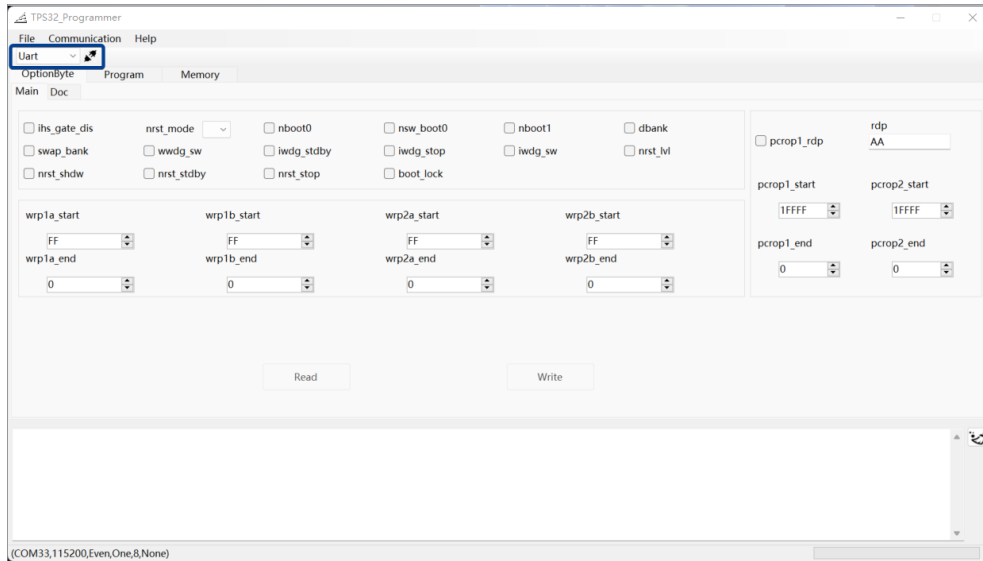 TPS32_Programmer
File Communication Help
Uart
OptionByte Program Memory
Main Doc
ihs_gate_dis nrst_mode nboot0 nsw_boot0 nboot1 dbank
swap_bank wwdg_sw iwdg_stdby iwdg_stop iwdg_sw nrst_lvl
nrst_shdw nrst_stdby nrst_stop boot_lock
pcrop1_rdp rdp
AA
pcrop1_start pcrop2_start
1FFFF 1FFFF
pcrop1_end pcrop2_end
0 0
wrp1a_start wrp1b_start wrp2a_start wrp2b_start
FF FF FF FF
wrp1a_end wrp1b_end wrp2a_end wrp2b_end
0 0 0 0
Read Write
(COM33,115200,Even,One,8,None)